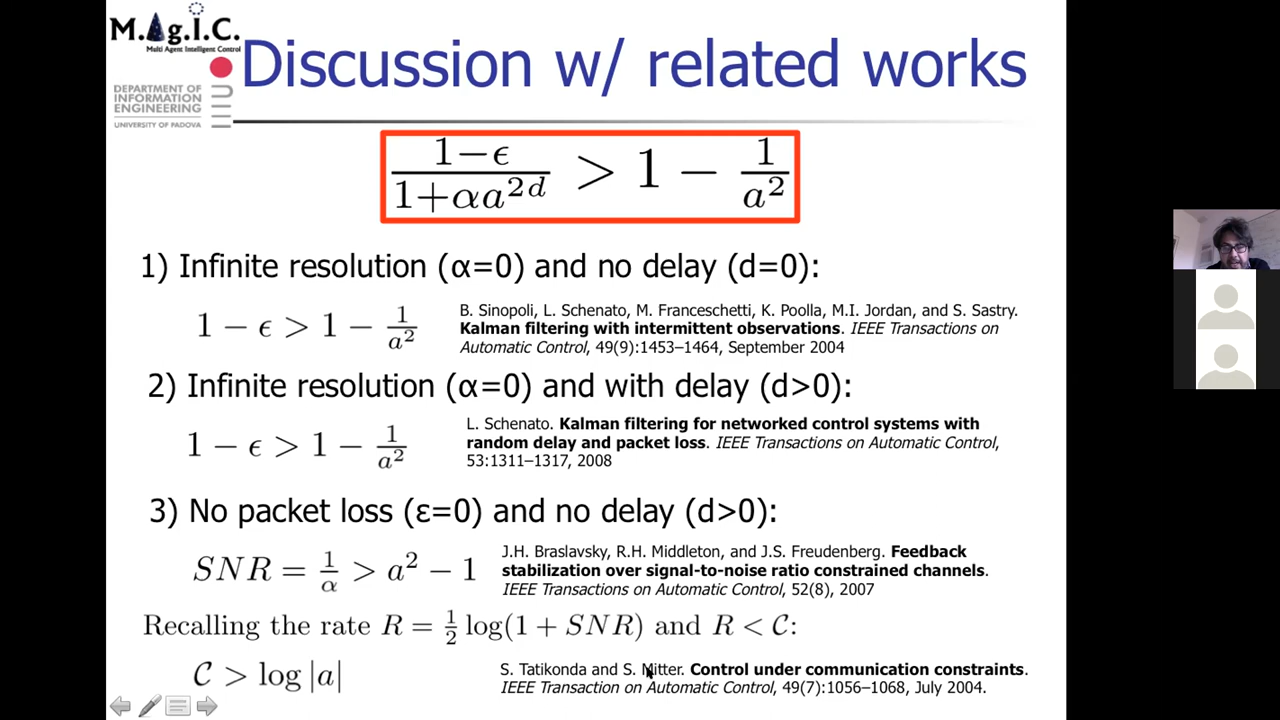 M.AgI.C.
Multi Agent Intelligent Control
DEPARTMENT OF
INFORMATION
ENGINEERING
UNIVERSITY OF PADOVA
Discussion w/ related works
(1−ϵ)/(1+αa^{2d}) > 1 − 1/a²
1) Infinite resolution (α=0) and no delay (d=0):
1 − ϵ > 1 − 1/a²
B. Sinopoli, L. Schenato, M. Franceschetti, K. Poolla, M.I. Jordan, and S. Sastry.
Kalman filtering with intermittent observations. IEEE Transactions on
Automatic Control, 49(9):1453–1464, September 2004
2) Infinite resolution (α=0) and with delay (d>0):
1 − ϵ > 1 − 1/a²
L. Schenato. Kalman filtering for networked control systems with
random delay and packet loss. IEEE Transactions on Automatic Control,
53:1311–1317, 2008
3) No packet loss (ε=0) and no delay (d>0):
SNR = 1/α > a² − 1
J.H. Braslavsky, R.H. Middleton, and J.S. Freudenberg. Feedback
stabilization over signal-to-noise ratio constrained channels.
IEEE Transactions on Automatic Control, 52(8), 2007
Recalling the rate R = 1/2 log(1 + SNR) and R < C:
C > log |a|
S. Tatikonda and S. Mitter. Control under communication constraints.
IEEE Transaction on Automatic Control, 49(7):1056–1068, July 2004.